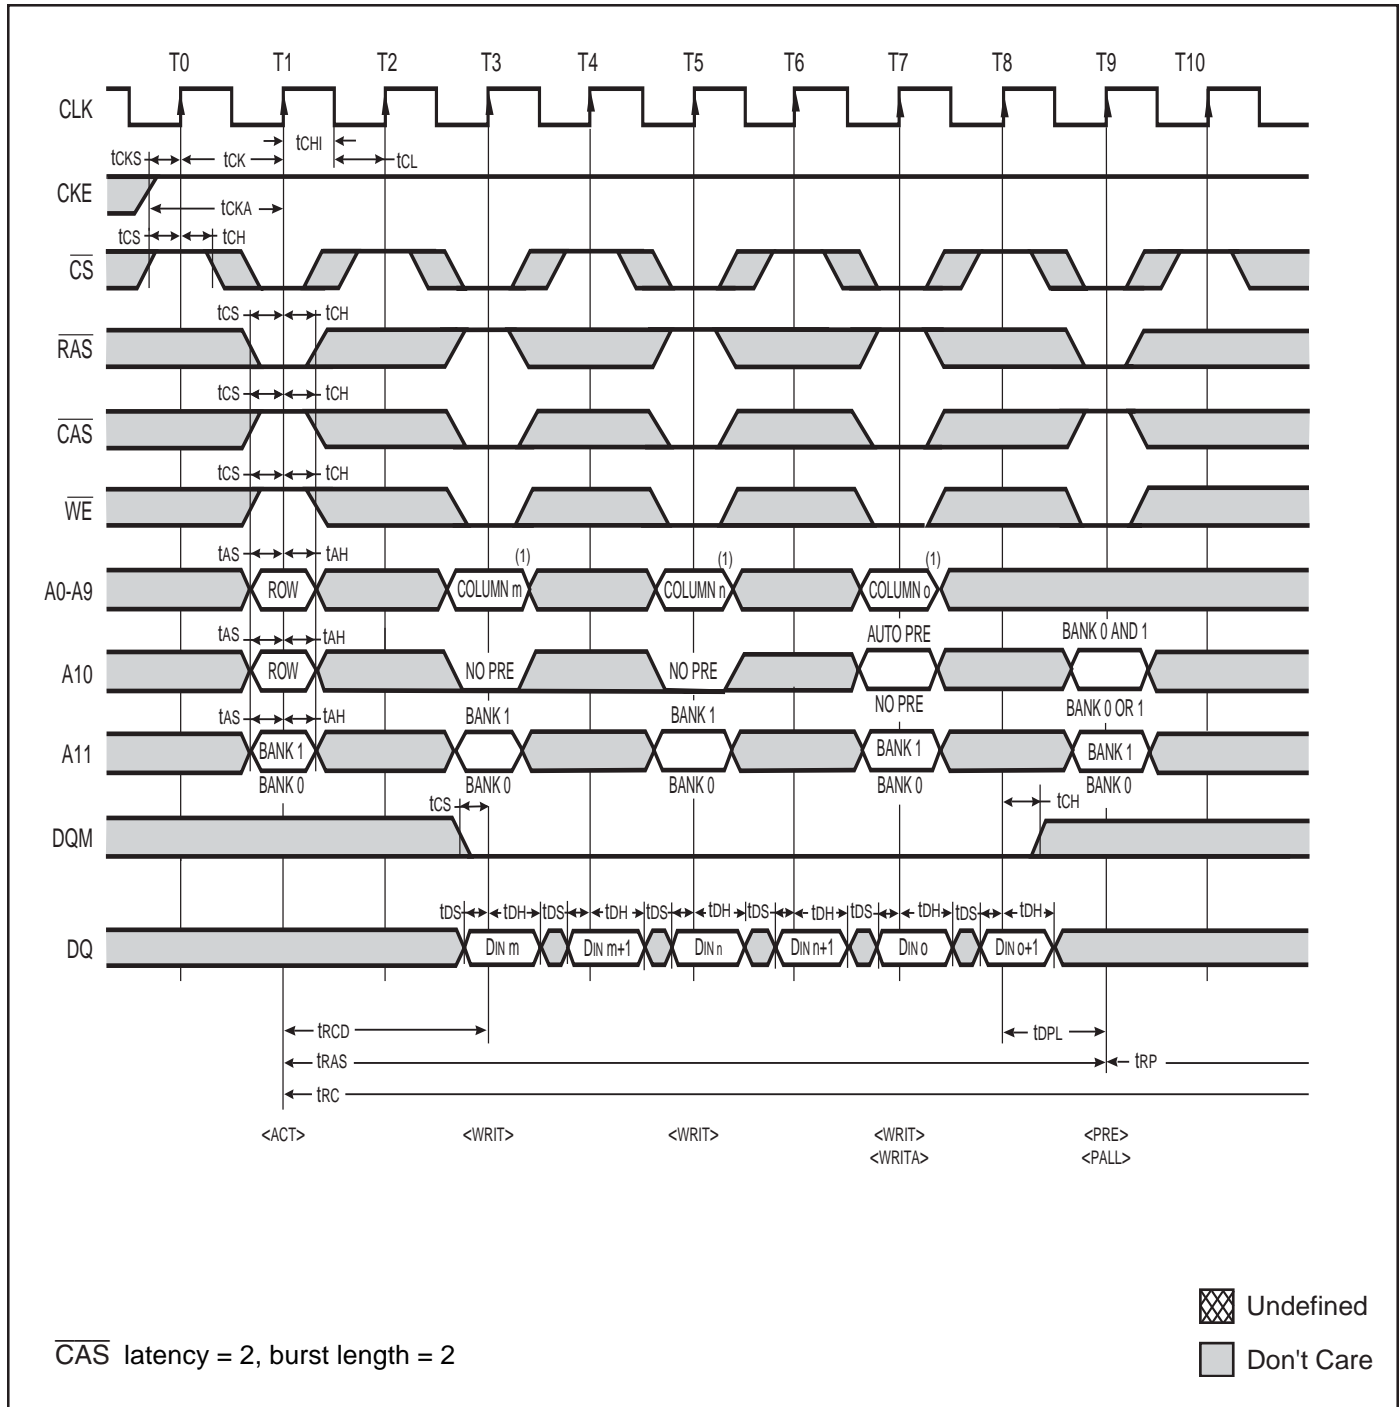 T0 T1 T2 T3 T4 T5 T6 T7 T8 T9 T10
CLK
tCHI
tCKS tCK tCL
CKE
tCKA
tCS tCH
CS
tCS tCH
RAS
tCS tCH
CAS
tCS tCH
WE
tAS tAH (1) (1) (1)
A0-A9 ROW COLUMN m COLUMN n COLUMN o
tAS tAH AUTO PRE BANK 0 AND 1
A10 ROW NO PRE NO PRE
NO PRE BANK 0 OR 1
tAS tAH BANK 1 BANK 1
A11 BANK 1 BANK 1 BANK 1
BANK 0 BANK 0 BANK 0 BANK 0 BANK 0
tCS tCH
DQM
tDS tDH tDS tDH tDS tDH tDS tDH tDS tDH tDS tDH
DQ DIN m DIN m+1 DIN n DIN n+1 DIN o DIN o+1
tRCD tDPL
tRAS tRP
tRC
<ACT> <WRIT> <WRIT> <WRIT> <PRE>
<WRITA> <PALL>
Undefined
CAS latency = 2, burst length = 2
Don't Care